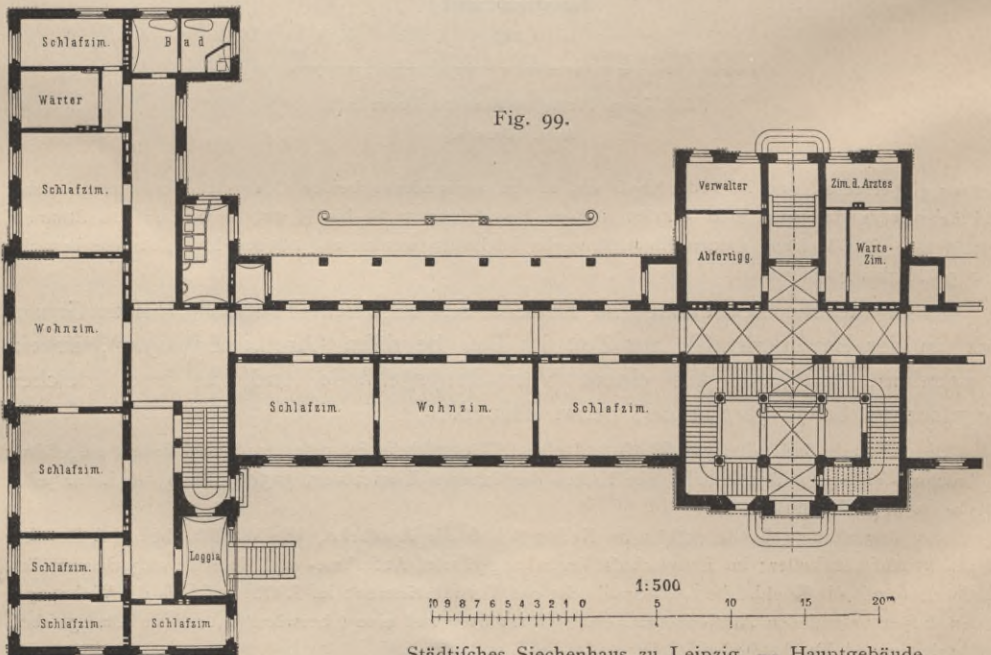 Schlafzim.
B a d
Wärter
Fig. 99.
Schlafzim.
Verwalter
Zim. d. Arztes
Abfertigg.
Warte-
Zim.
Wohnzim.
Schlafzim.
Wohnzim.
Schlafzim.
Schlafzim.
Loggia
Schlafzim.
Schlafzim.
Schlafzim.
1:500
10 9 8 7 6 5 4 3 2 1 0 5 10 15 20ᵐ
Städtiſches Siechenhaus zu Leipzig. — Hauptgebäude